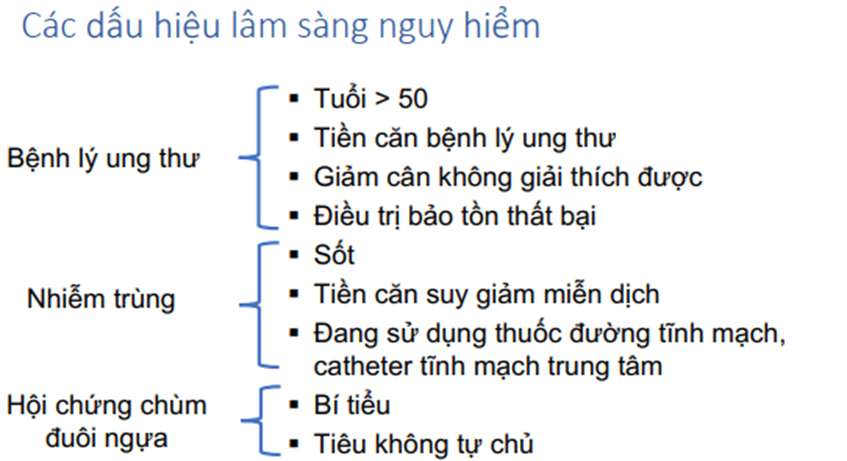 Các dấu hiệu lâm sàng nguy hiểm
Bệnh lý ung thư
▪ Tuổi > 50
▪ Tiền căn bệnh lý ung thư
▪ Giảm cân không giải thích được
▪ Điều trị bảo tồn thất bại
Nhiễm trùng
▪ Sốt
▪ Tiền căn suy giảm miễn dịch
▪ Đang sử dụng thuốc đường tĩnh mạch,
catheter tĩnh mạch trung tâm
Hội chứng chùm
đuôi ngựa
▪ Bí tiểu
▪ Tiêu không tự chủ